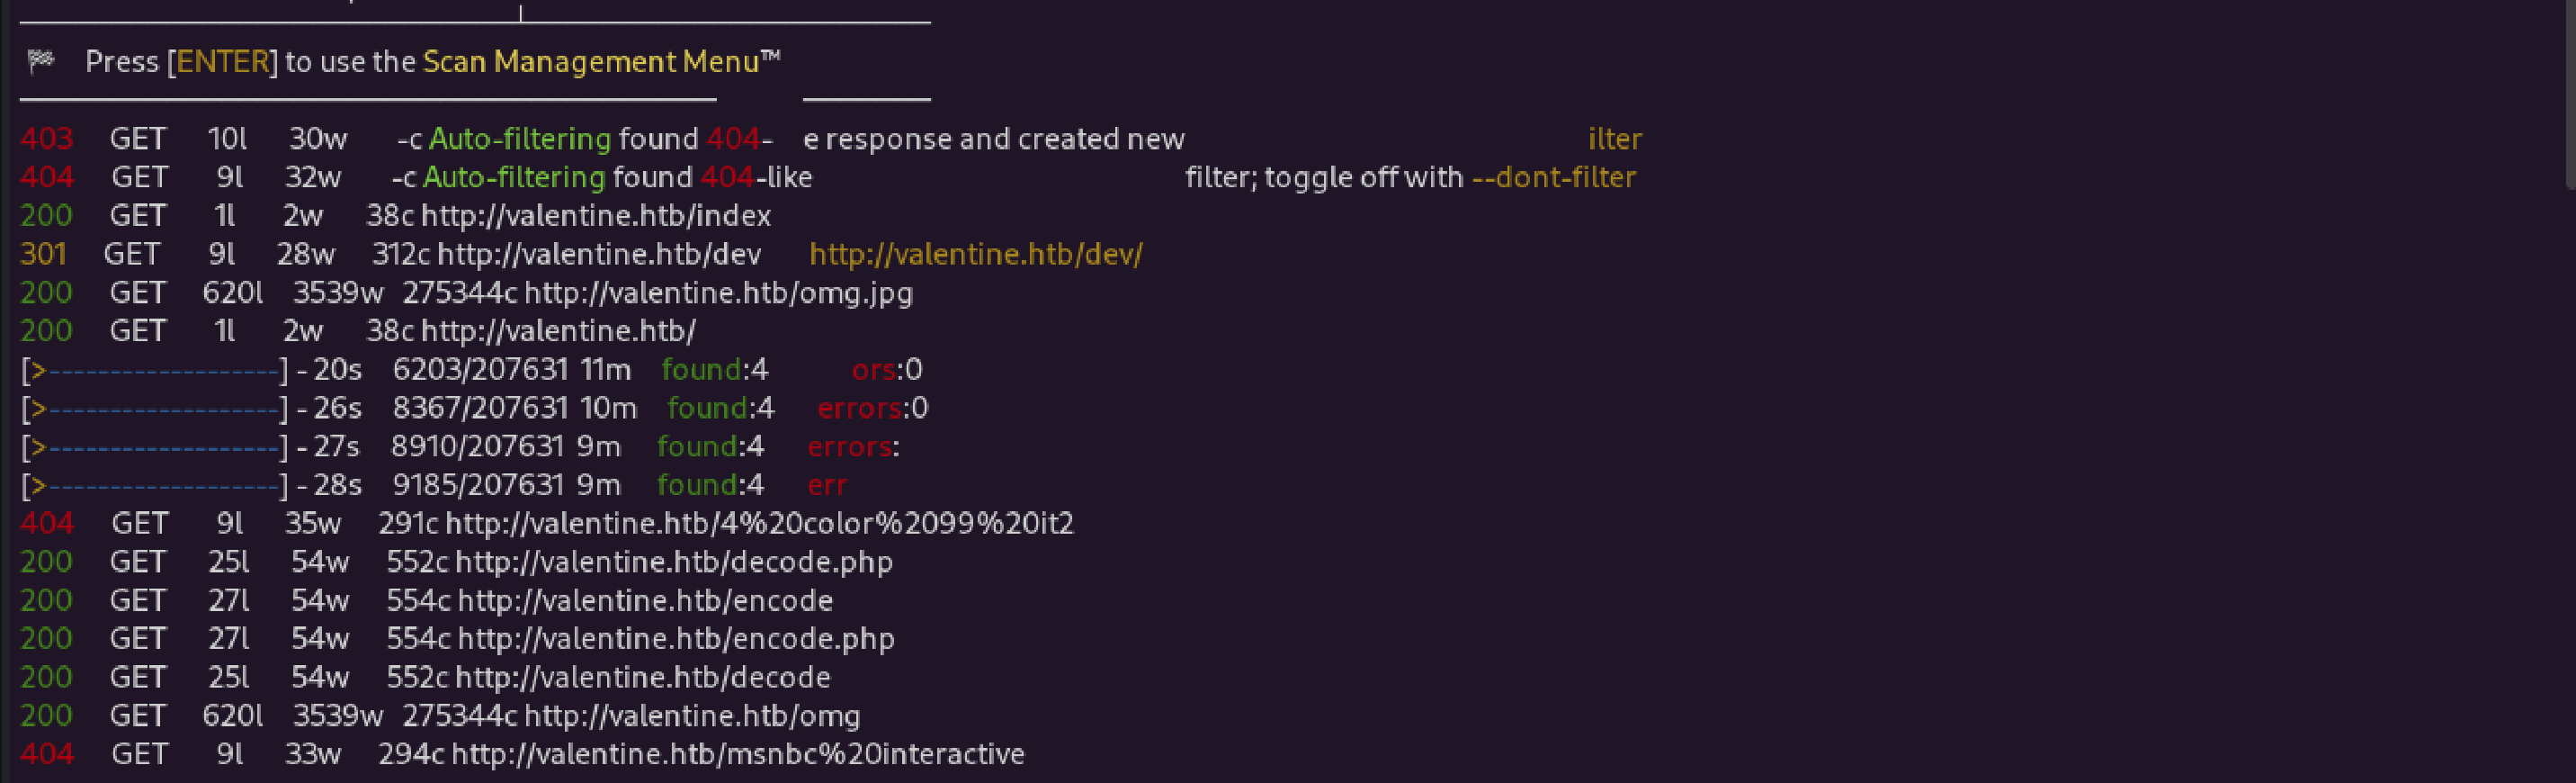 Press [ENTER] to use the Scan Management Menu™
403 GET 10l 30w -c Auto-filtering found 404- e response and created new ilter
404 GET 9l 32w -c Auto-filtering found 404-like filter; toggle off with --dont-filter
200 GET 1l 2w 38c http://valentine.htb/index
301 GET 9l 28w 312c http://valentine.htb/dev http://valentine.htb/dev/
200 GET 620l 3539w 275344c http://valentine.htb/omg.jpg
200 GET 1l 2w 38c http://valentine.htb/
[>-------------------] - 20s 6203/207631 11m found:4 ors:0
[>-------------------] - 26s 8367/207631 10m found:4 errors:0
[>-------------------] - 27s 8910/207631 9m found:4 errors:
[>-------------------] - 28s 9185/207631 9m found:4 err
404 GET 9l 35w 291c http://valentine.htb/4%20color%2099%20it2
200 GET 25l 54w 552c http://valentine.htb/decode.php
200 GET 27l 54w 554c http://valentine.htb/encode
200 GET 27l 54w 554c http://valentine.htb/encode.php
200 GET 25l 54w 552c http://valentine.htb/decode
200 GET 620l 3539w 275344c http://valentine.htb/omg
404 GET 9l 33w 294c http://valentine.htb/msnbc%20interactive